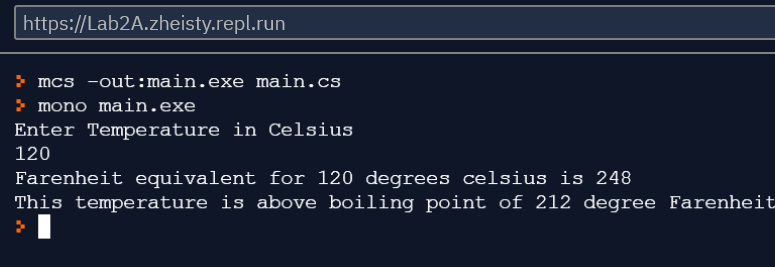 https://Lab2A.zheisty.repl.run
> mcs -out:main.exe main.cs
> mono main.exe
Enter Temperature in Celsius
120
Farenheit equivalent for 120 degrees celsius is 248
This temperature is above boiling point of 212 degree Farenheit
>